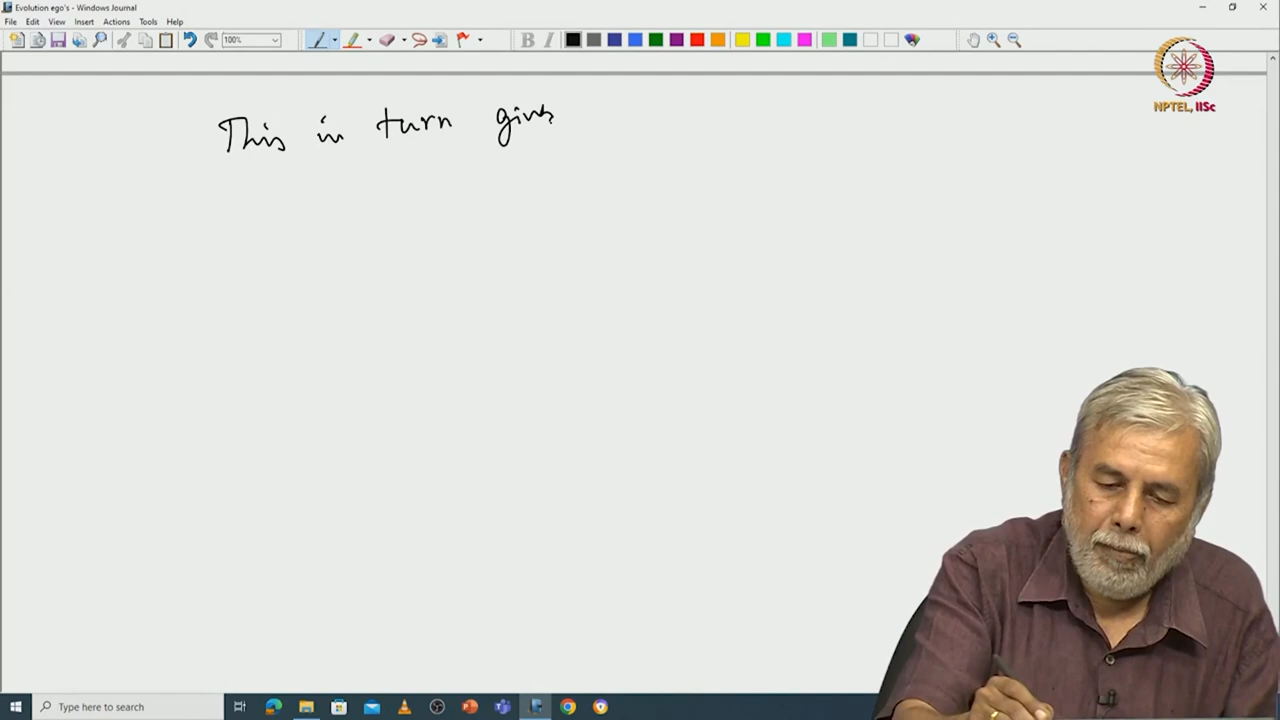 Evolution eqo's - Windows Journal
File Edit View Insert Actions Tools Help
100%
B I
NPTEL, IISc
This in turn gives
Type here to search